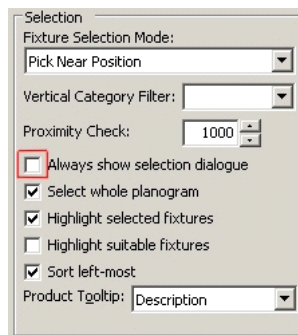 Selection
Fixture Selection Mode:
Pick Near Position
Vertical Category Filter:
Proximity Check: 1000
Always show selection dialogue
Select whole planogram
Highlight selected fixtures
Highlight suitable fixtures
Sort left-most
Product Tooltip: Description